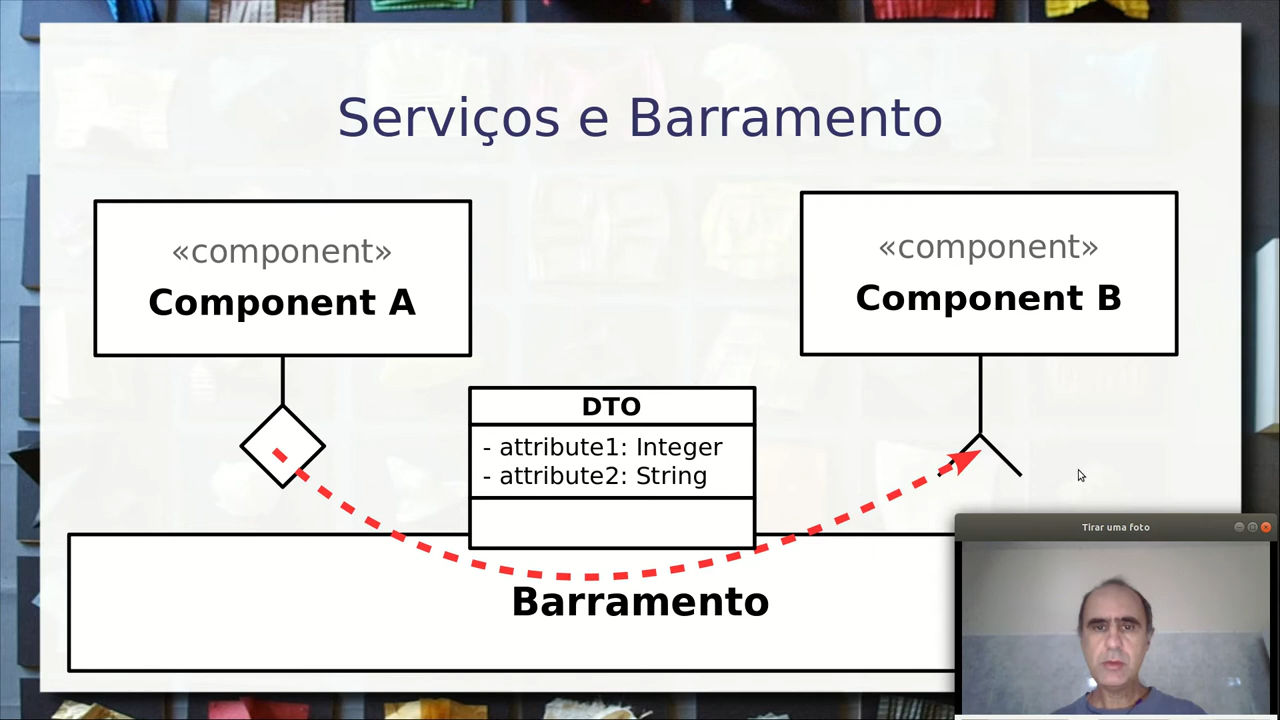 Serviços e Barramento
«component»
Component A
«component»
Component B
DTO
- attribute1: Integer
- attribute2: String
Barramento
Tirar uma foto